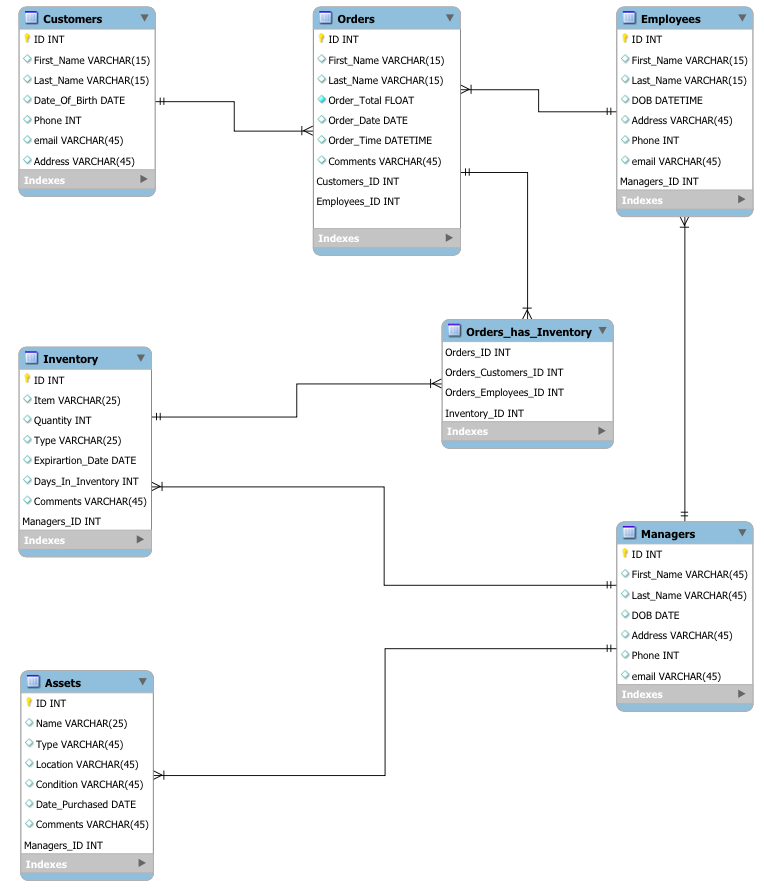 Customers
ID INT
First_Name VARCHAR(15)
Last_Name VARCHAR(15)
Date_Of_Birth DATE
Phone INT
email VARCHAR(45)
Address VARCHAR(45)
Indexes
Orders
ID INT
First_Name VARCHAR(15)
Last_Name VARCHAR(15)
Order_Total FLOAT
Order_Date DATE
Order_Time DATETIME
Comments VARCHAR(45)
Customers_ID INT
Employees_ID INT
Indexes
Employees
ID INT
First_Name VARCHAR(15)
Last_Name VARCHAR(15)
DOB DATETIME
Address VARCHAR(45)
Phone INT
email VARCHAR(45)
Managers_ID INT
Indexes
Orders_has_Inventory
Orders_ID INT
Orders_Customers_ID INT
Orders_Employees_ID INT
Inventory_ID INT
Indexes
Inventory
ID INT
Item VARCHAR(25)
Quantity INT
Type VARCHAR(25)
Expirartion_Date DATE
Days_In_Inventory INT
Comments VARCHAR(45)
Managers_ID INT
Indexes
Managers
ID INT
First_Name VARCHAR(45)
Last_Name VARCHAR(45)
DOB DATE
Address VARCHAR(45)
Phone INT
email VARCHAR(45)
Indexes
Assets
ID INT
Name VARCHAR(25)
Type VARCHAR(45)
Location VARCHAR(45)
Condition VARCHAR(45)
Date_Purchased DATE
Comments VARCHAR(45)
Managers_ID INT
Indexes